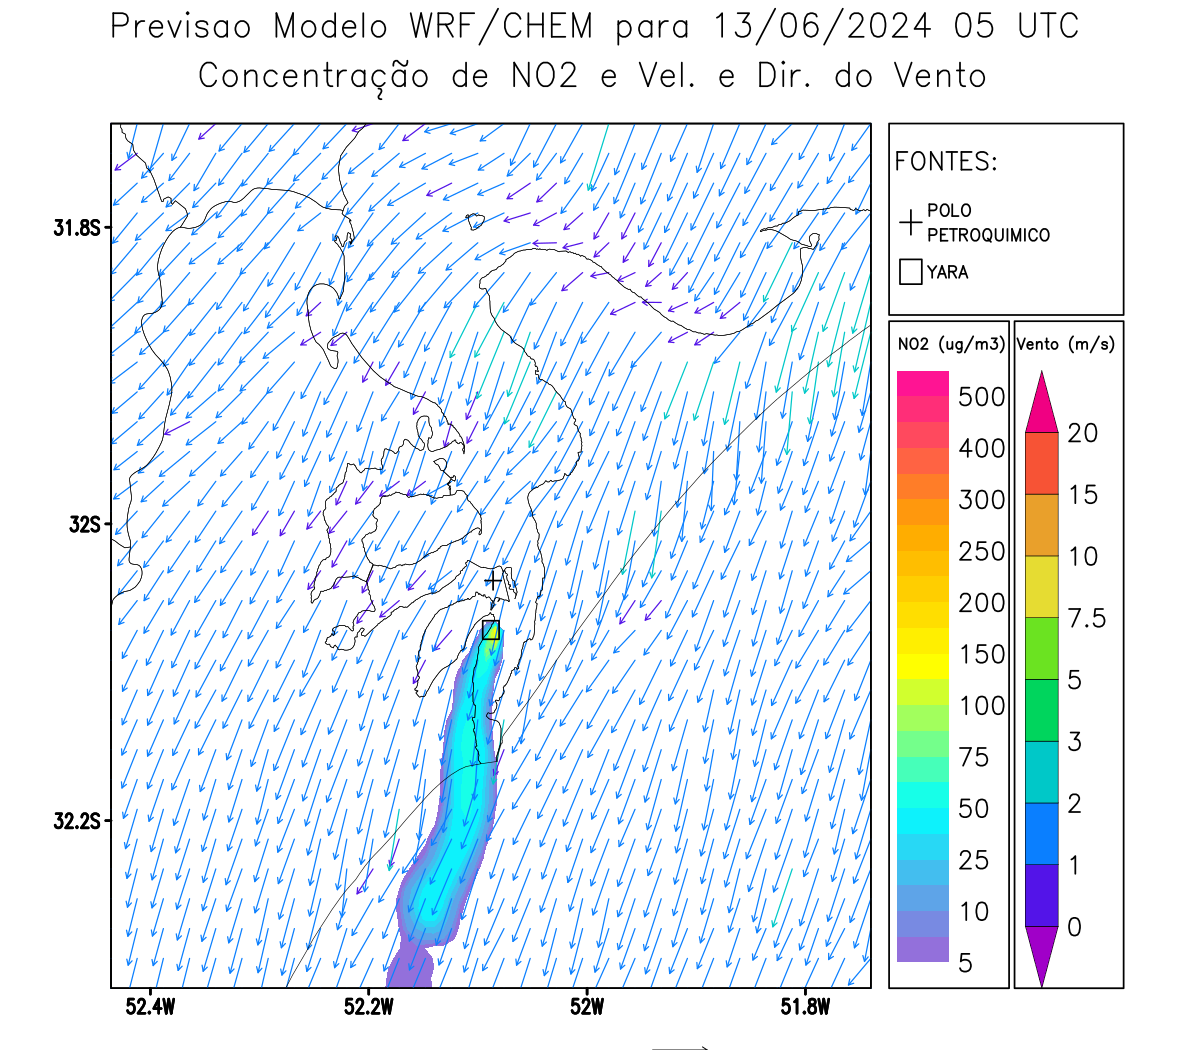 Previsao Modelo WRF/CHEM para 13/06/2024 05 UTC
Concentração de NO2 e Vel. e Dir. do Vento
FONTES:
POLO
PETROQUIMICO
YARA
NO2 (ug/m3)
500
400
300
250
200
150
100
75
50
25
10
5
Vento (m/s)
20
15
10
7.5
5
3
2
1
0
31.8S
32S
32.2S
52.4W
52.2W
52W
51.8W